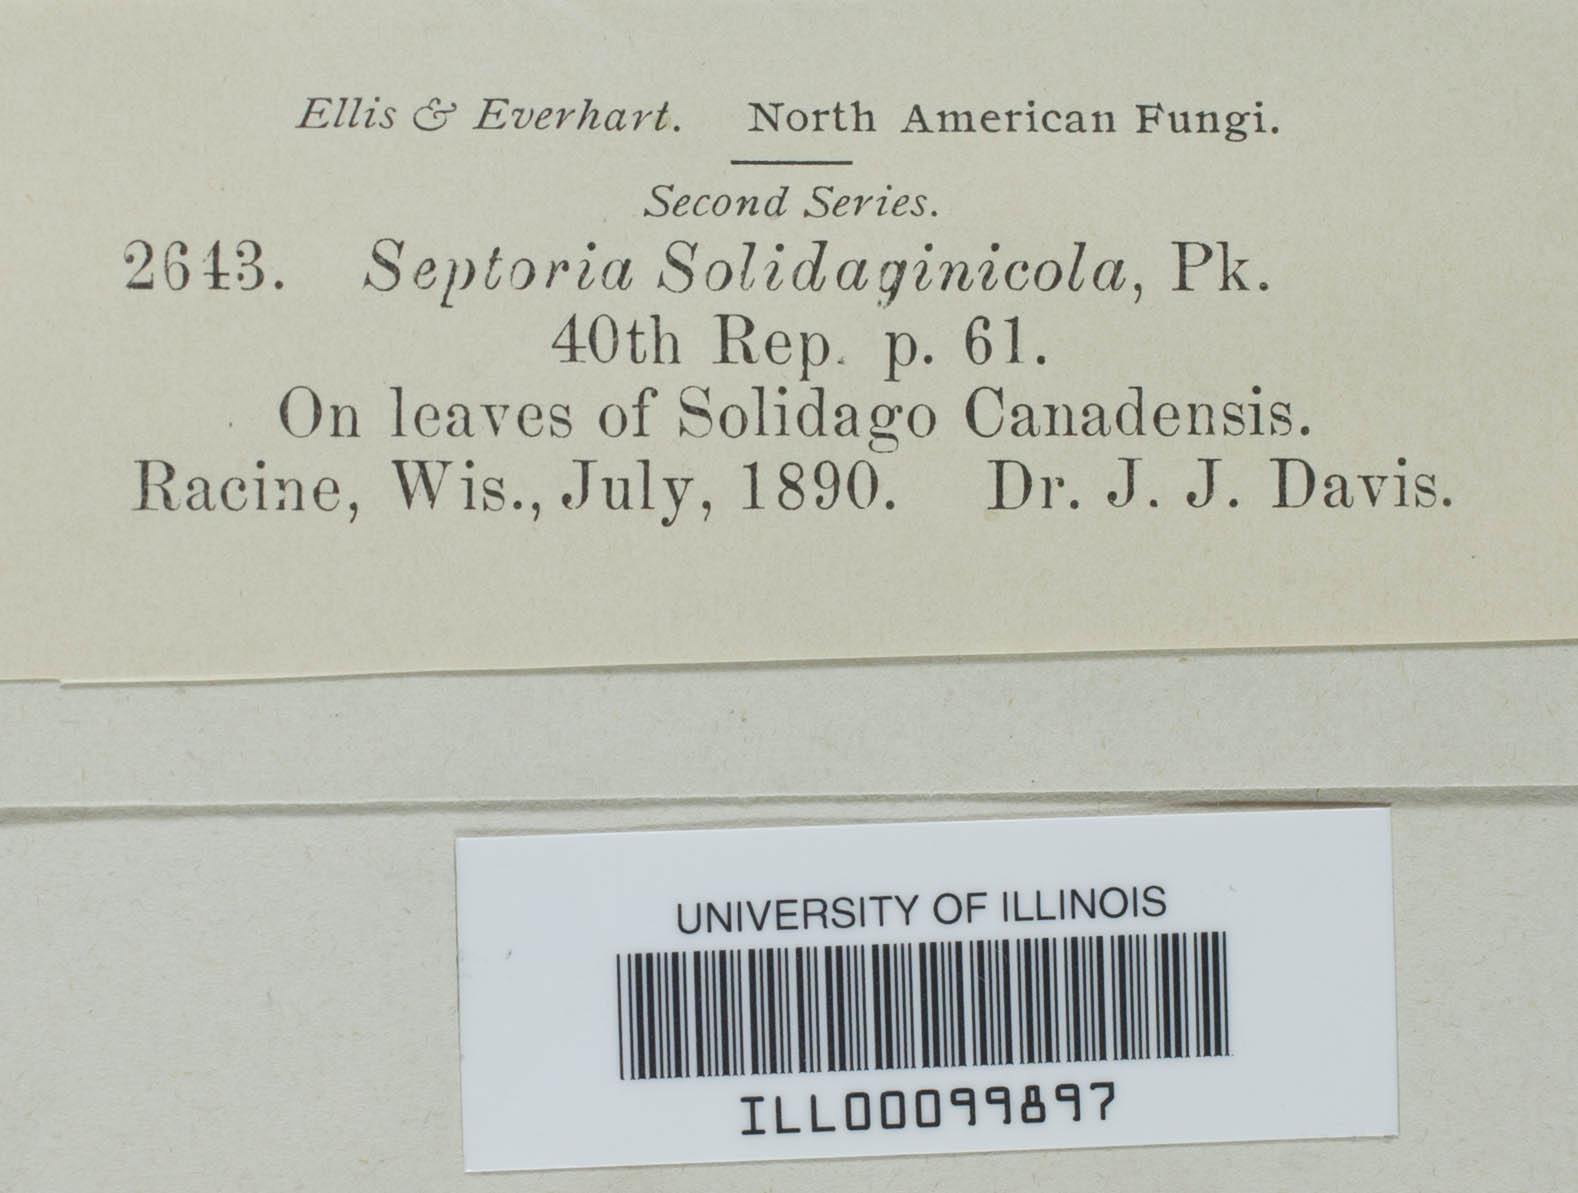 Ellis & Everhart. North American Fungi.
Second Series.
2643. Septoria Solidaginicola, Pk.
40th Rep. p. 61.
On leaves of Solidago Canadensis.
Racine, Wis., July, 1890. Dr. J. J. Davis.
UNIVERSITY OF ILLINOIS
ILL00099897